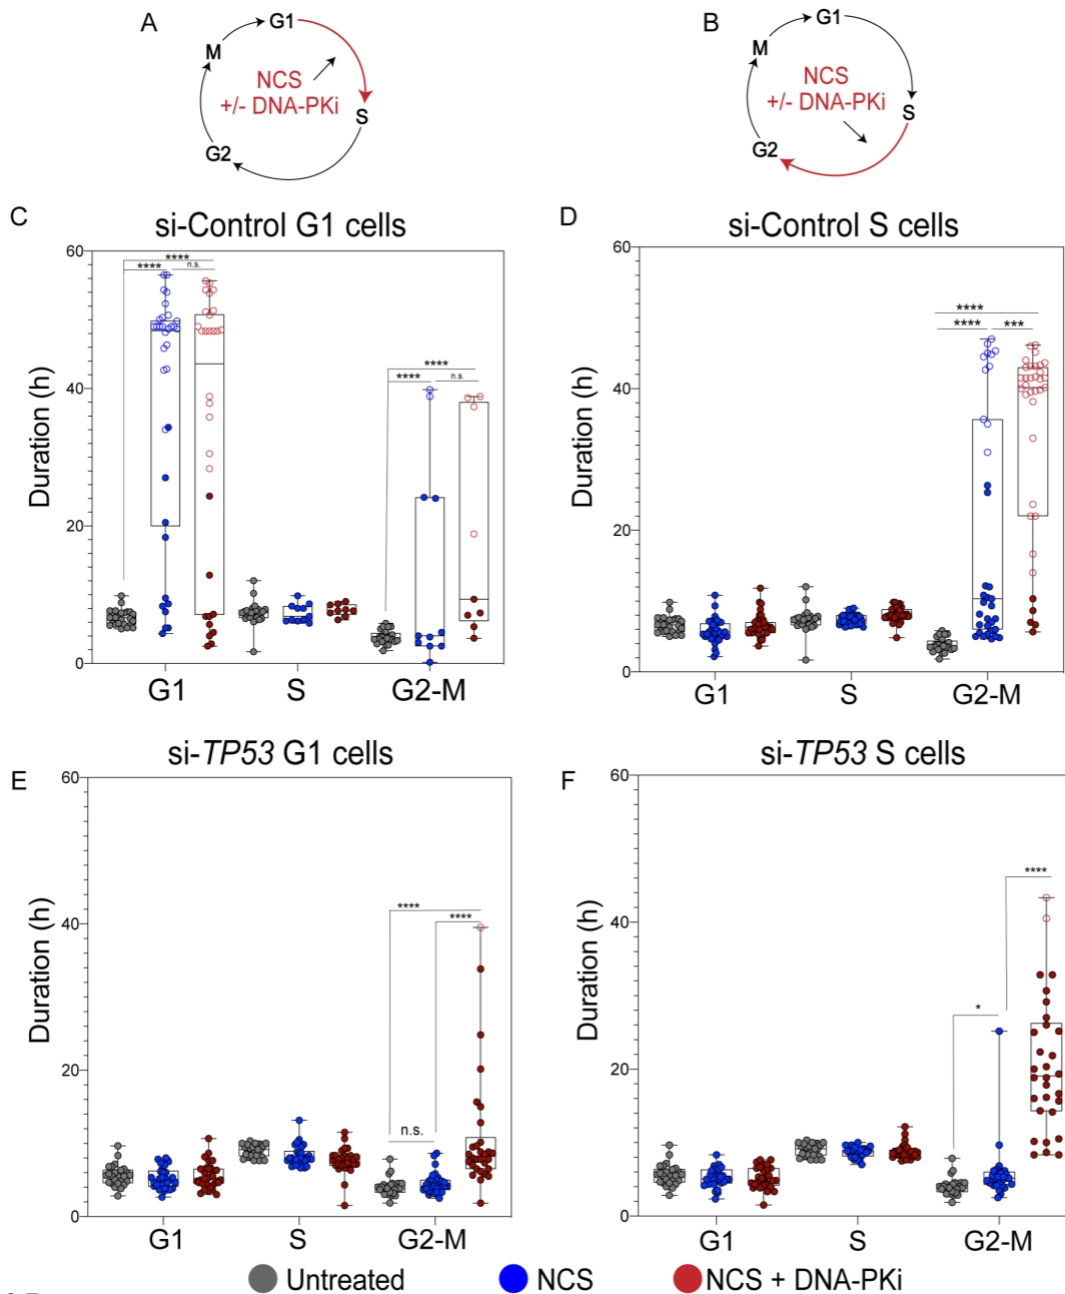 A
G1
M
NCS
+/- DNA-PKi
S
G2
B
G1
M
NCS
+/- DNA-PKi
S
G2
C
si-Control G1 cells
Duration (h)
60
40
20
0
****
****
n.s.
****
****
n.s.
G1
S
G2-M
D
si-Control S cells
Duration (h)
60
40
20
0
****
****
***
G1
S
G2-M
E
si-TP53 G1 cells
Duration (h)
60
40
20
0
****
****
n.s.
G1
S
G2-M
F
si-TP53 S cells
Duration (h)
60
40
20
0
****
*
G1
S
G2-M
Untreated
NCS
NCS + DNA-PKi